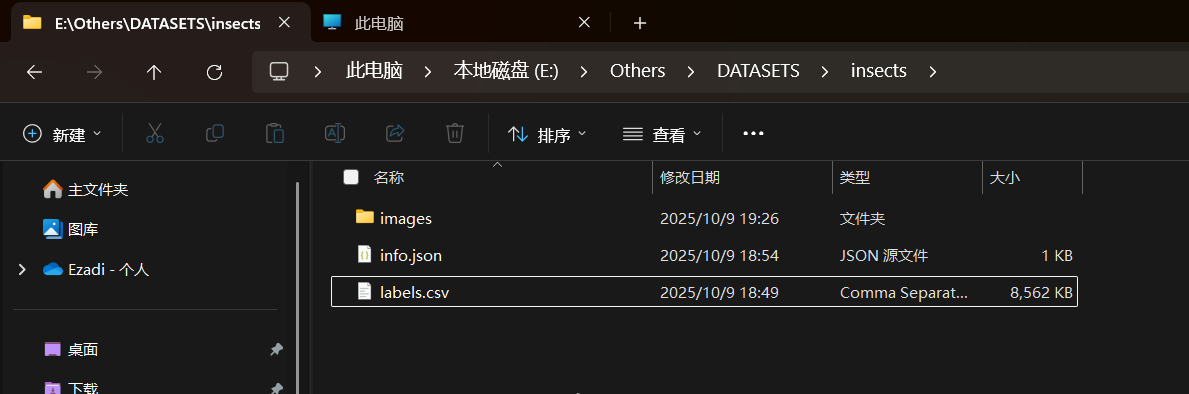 E:\Others\DATASETS\insects
此电脑
此电脑 本地磁盘 (E:) Others DATASETS insects
新建 排序 查看
主文件夹
图库
Ezadi - 个人
桌面
下载
名称 修改日期 类型 大小
images 2025/10/9 19:26 文件夹
info.json 2025/10/9 18:54 JSON 源文件 1 KB
labels.csv 2025/10/9 18:49 Comma Separat... 8,562 KB